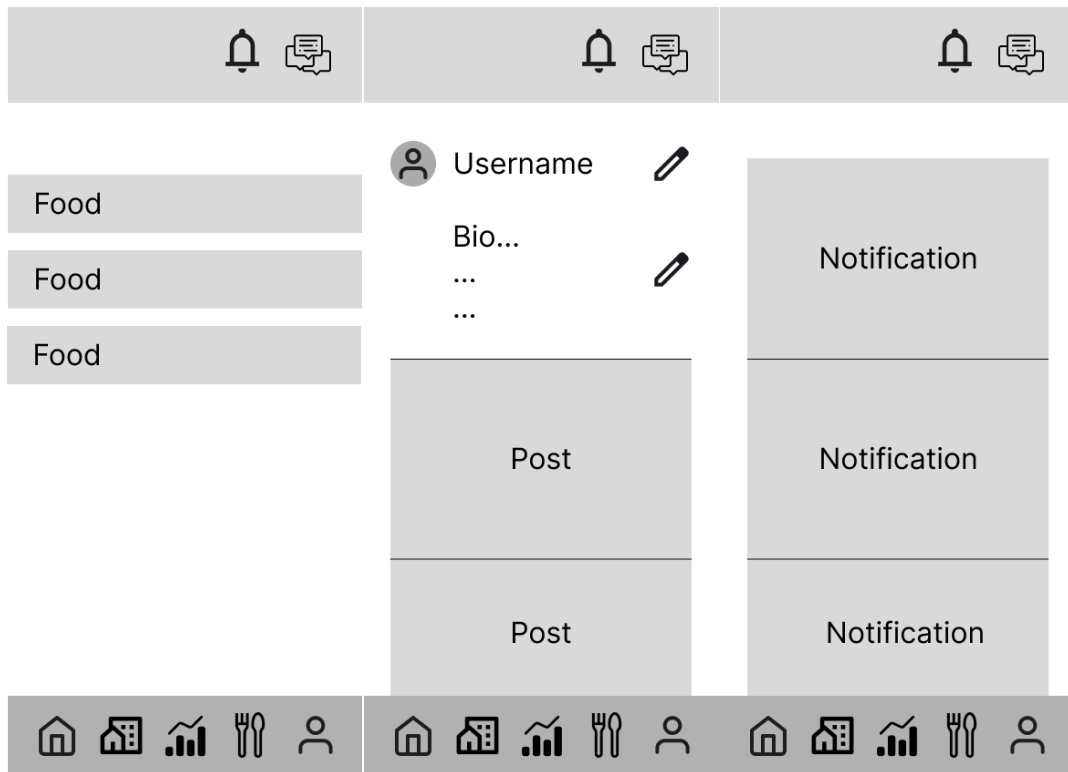 Food
Food
Food
Username
Bio...
...
...
Post
Post
Notification
Notification
Notification